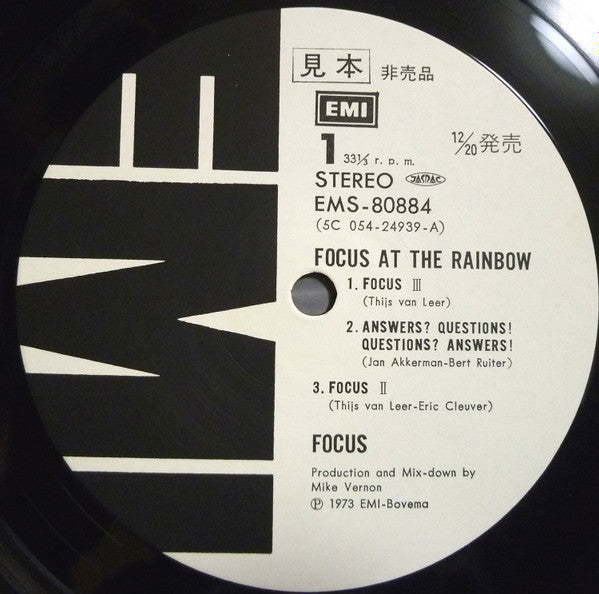 見本 非売品
EMI
EMI
1 33⅓ r. p. m.
12/20 発売
STEREO JASRAC
EMS-80884
(5C 054-24939-A)
FOCUS AT THE RAINBOW
1. FOCUS Ⅲ
(Thijs van Leer)
2. ANSWERS? QUESTIONS!
QUESTIONS? ANSWERS!
(Jan Akkerman-Bert Ruiter)
3. FOCUS Ⅱ
(Thijs van Leer-Eric Cleuver)
FOCUS
Production and Mix-down by
Mike Vernon
Ⓟ 1973 EMI-Bovema